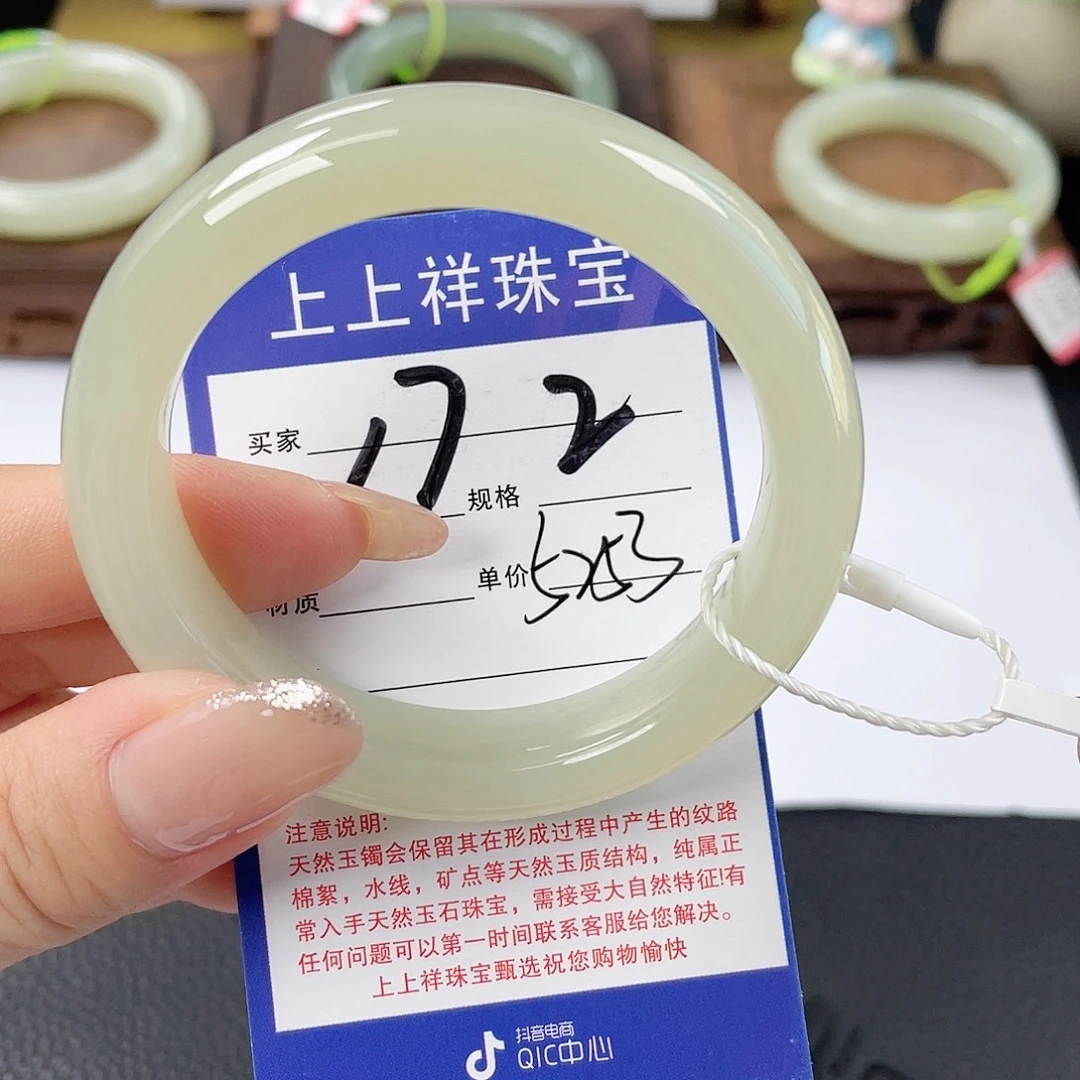 上上祥珠宝
买家
17 2
规格
单价
材质
注意说明:
天然玉镯会保留其在形成过程中产生的纹路
棉絮，水线，矿点等天然玉质结构，纯属正
常入手天然玉石珠宝，需接受大自然特征!有
任何问题可以第一时间联系客服给您解决。
上上祥珠宝甄选祝您购物愉快
抖音电商
QIC中心